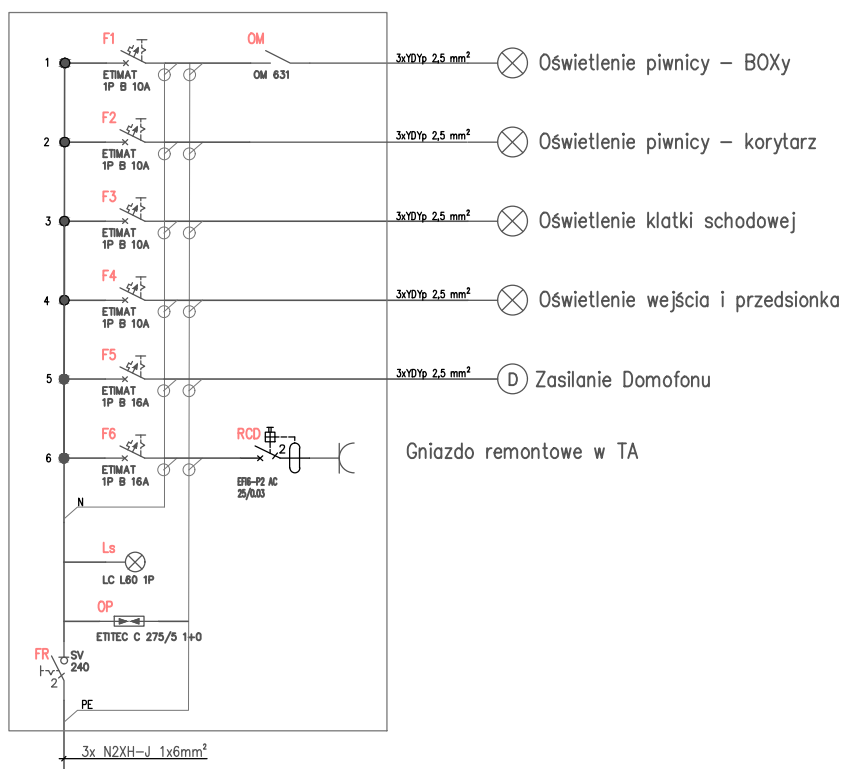 F1 OM
1 ETIMAT 1P B 10A OM 631 3xYDYp 2,5 mm² Oświetlenie piwnicy – BOXy
F2
2 ETIMAT 1P B 10A 3xYDYp 2,5 mm² Oświetlenie piwnicy – korytarz
F3
3 ETIMAT 1P B 10A 3xYDYp 2,5 mm² Oświetlenie klatki schodowej
F4
4 ETIMAT 1P B 10A 3xYDYp 2,5 mm² Oświetlenie wejścia i przedsionka
F5
5 ETIMAT 1P B 16A 3xYDYp 2,5 mm² D Zasilanie Domofonu
F6 RCD
6 ETIMAT 1P B 16A 2 EFI6-P2 AC 25/0.03 Gniazdo remontowe w TA
N
Ls
LC L60 1P
OP
ETITEC C 275/5 1+0
FR SV 240
2
PE
3x N2XH-J 1x6mm²